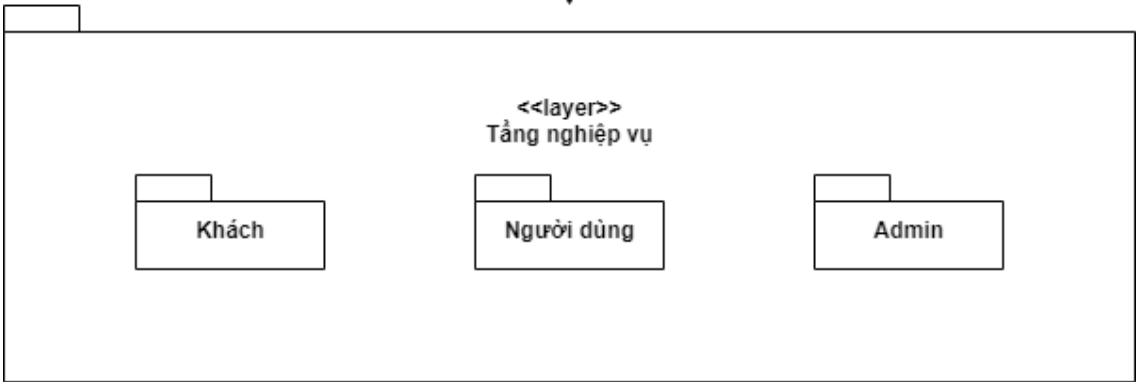 <<layer>>
Tầng nghiệp vụ
Khách
Người dùng
Admin